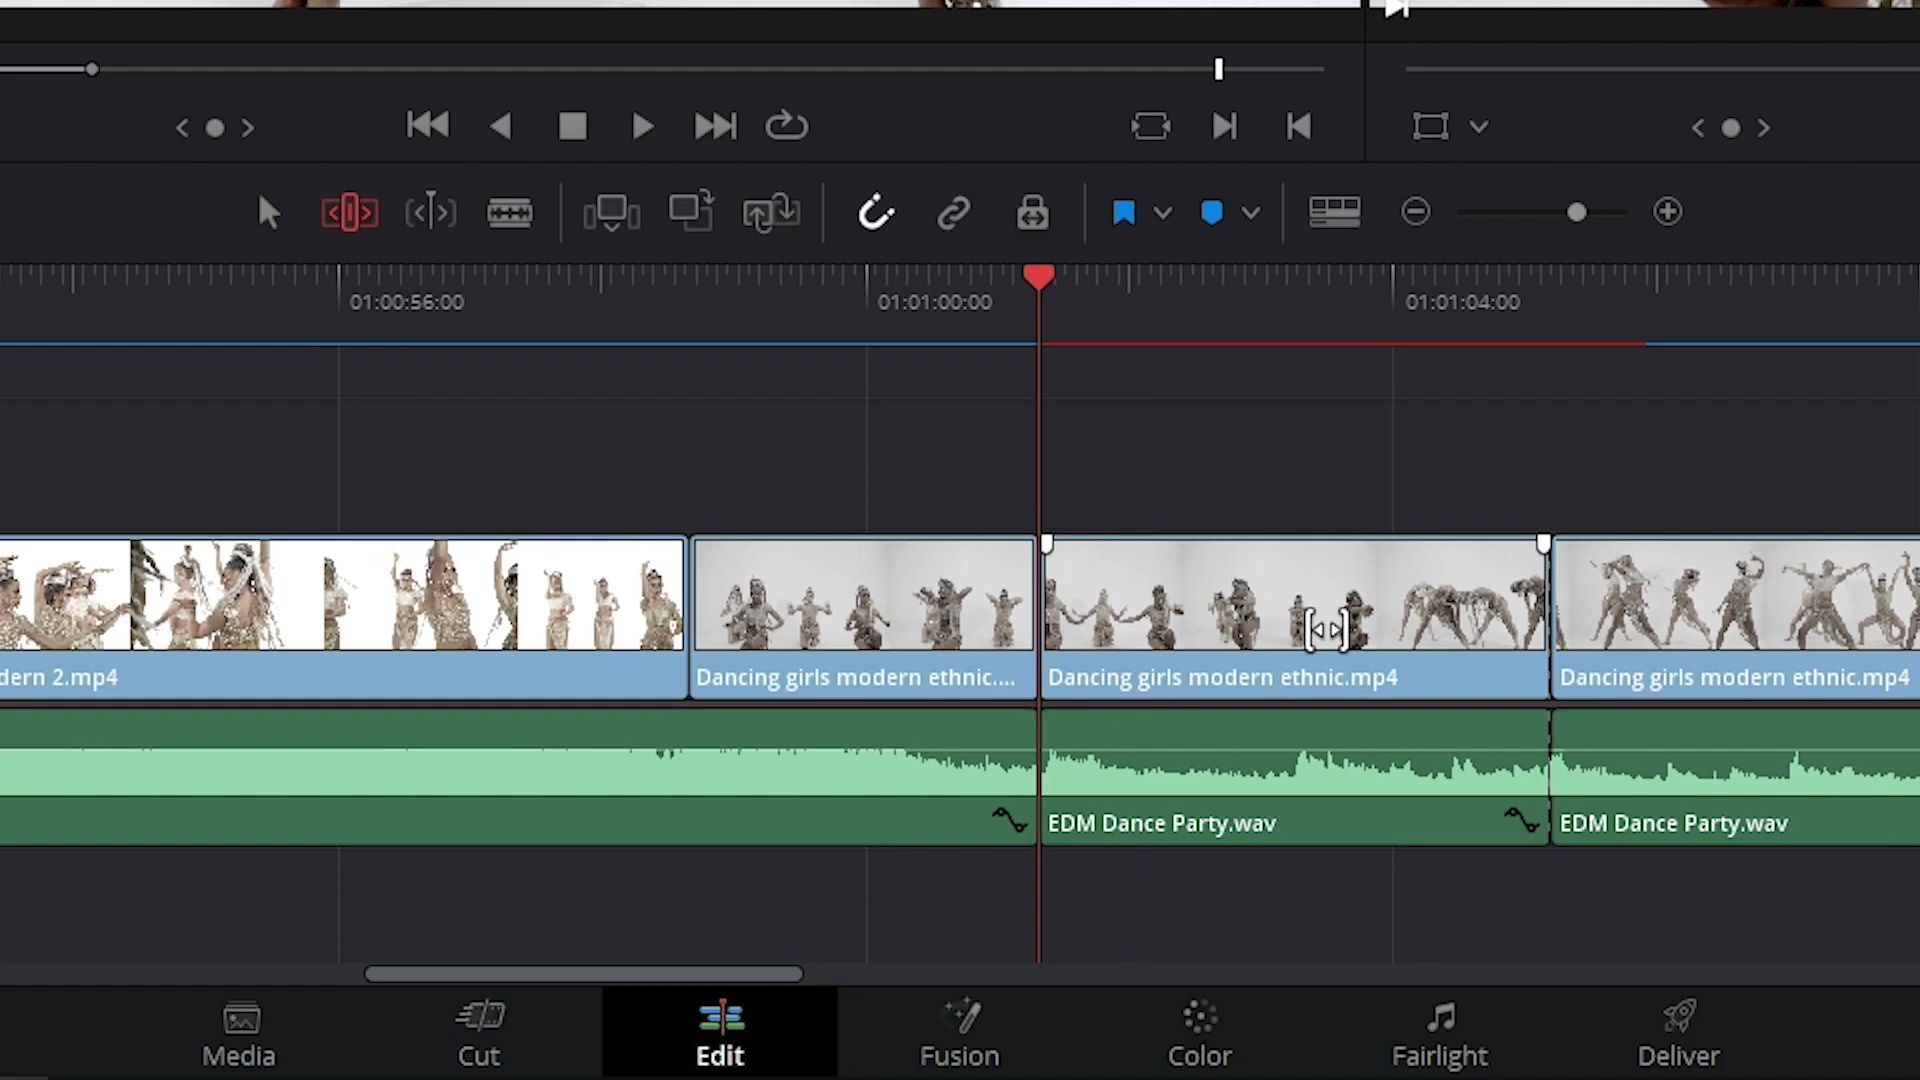 01:00:56:00
01:01:00:00
01:01:04:00
dern 2.mp4
Dancing girls modern ethnic....
Dancing girls modern ethnic.mp4
Dancing girls modern ethnic.mp4
EDM Dance Party.wav
EDM Dance Party.wav
Media
Cut
Edit
Fusion
Color
Fairlight
Deliver